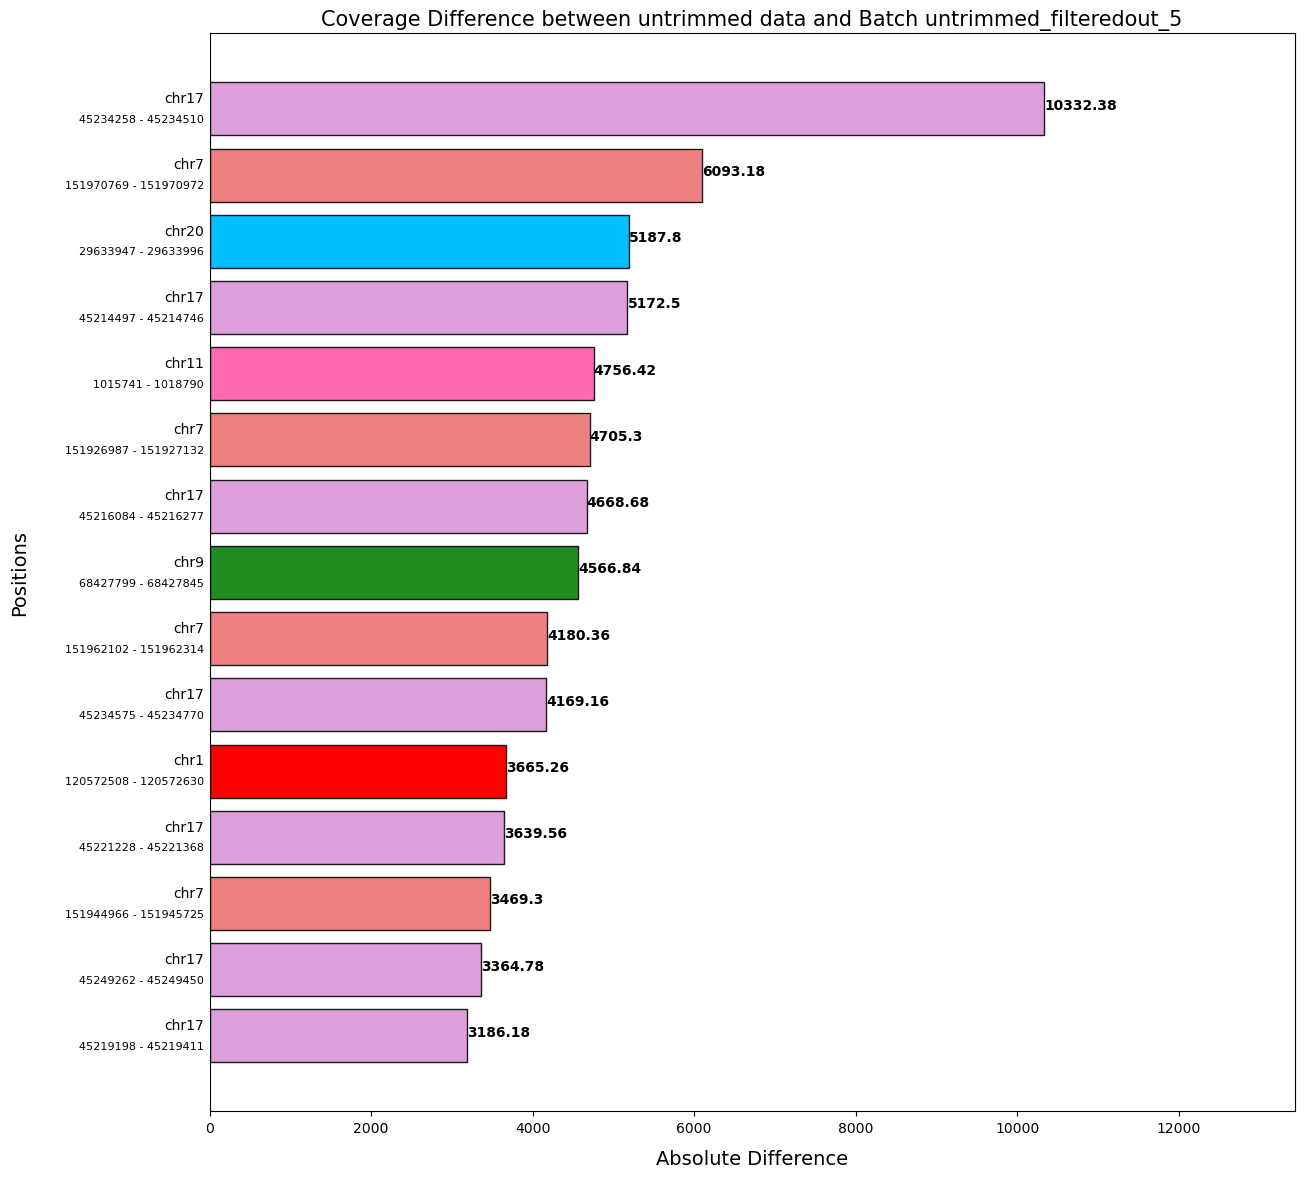 Coverage Difference between untrimmed data and Batch untrimmed_filteredout_5
chr17
45234258 - 45234510
10332.38
chr7
151970769 - 151970972
6093.18
chr20
29633947 - 29633996
5187.8
chr17
45214497 - 45214746
5172.5
chr11
1015741 - 1018790
4756.42
chr7
151926987 - 151927132
4705.3
chr17
45216084 - 45216277
4668.68
chr9
68427799 - 68427845
4566.84
chr7
151962102 - 151962314
4180.36
chr17
45234575 - 45234770
4169.16
chr1
120572508 - 120572630
3665.26
chr17
45221228 - 45221368
3639.56
chr7
151944966 - 151945725
3469.3
chr17
45249262 - 45249450
3364.78
chr17
45219198 - 45219411
3186.18
Positions
0 2000 4000 6000 8000 10000 12000
Absolute Difference